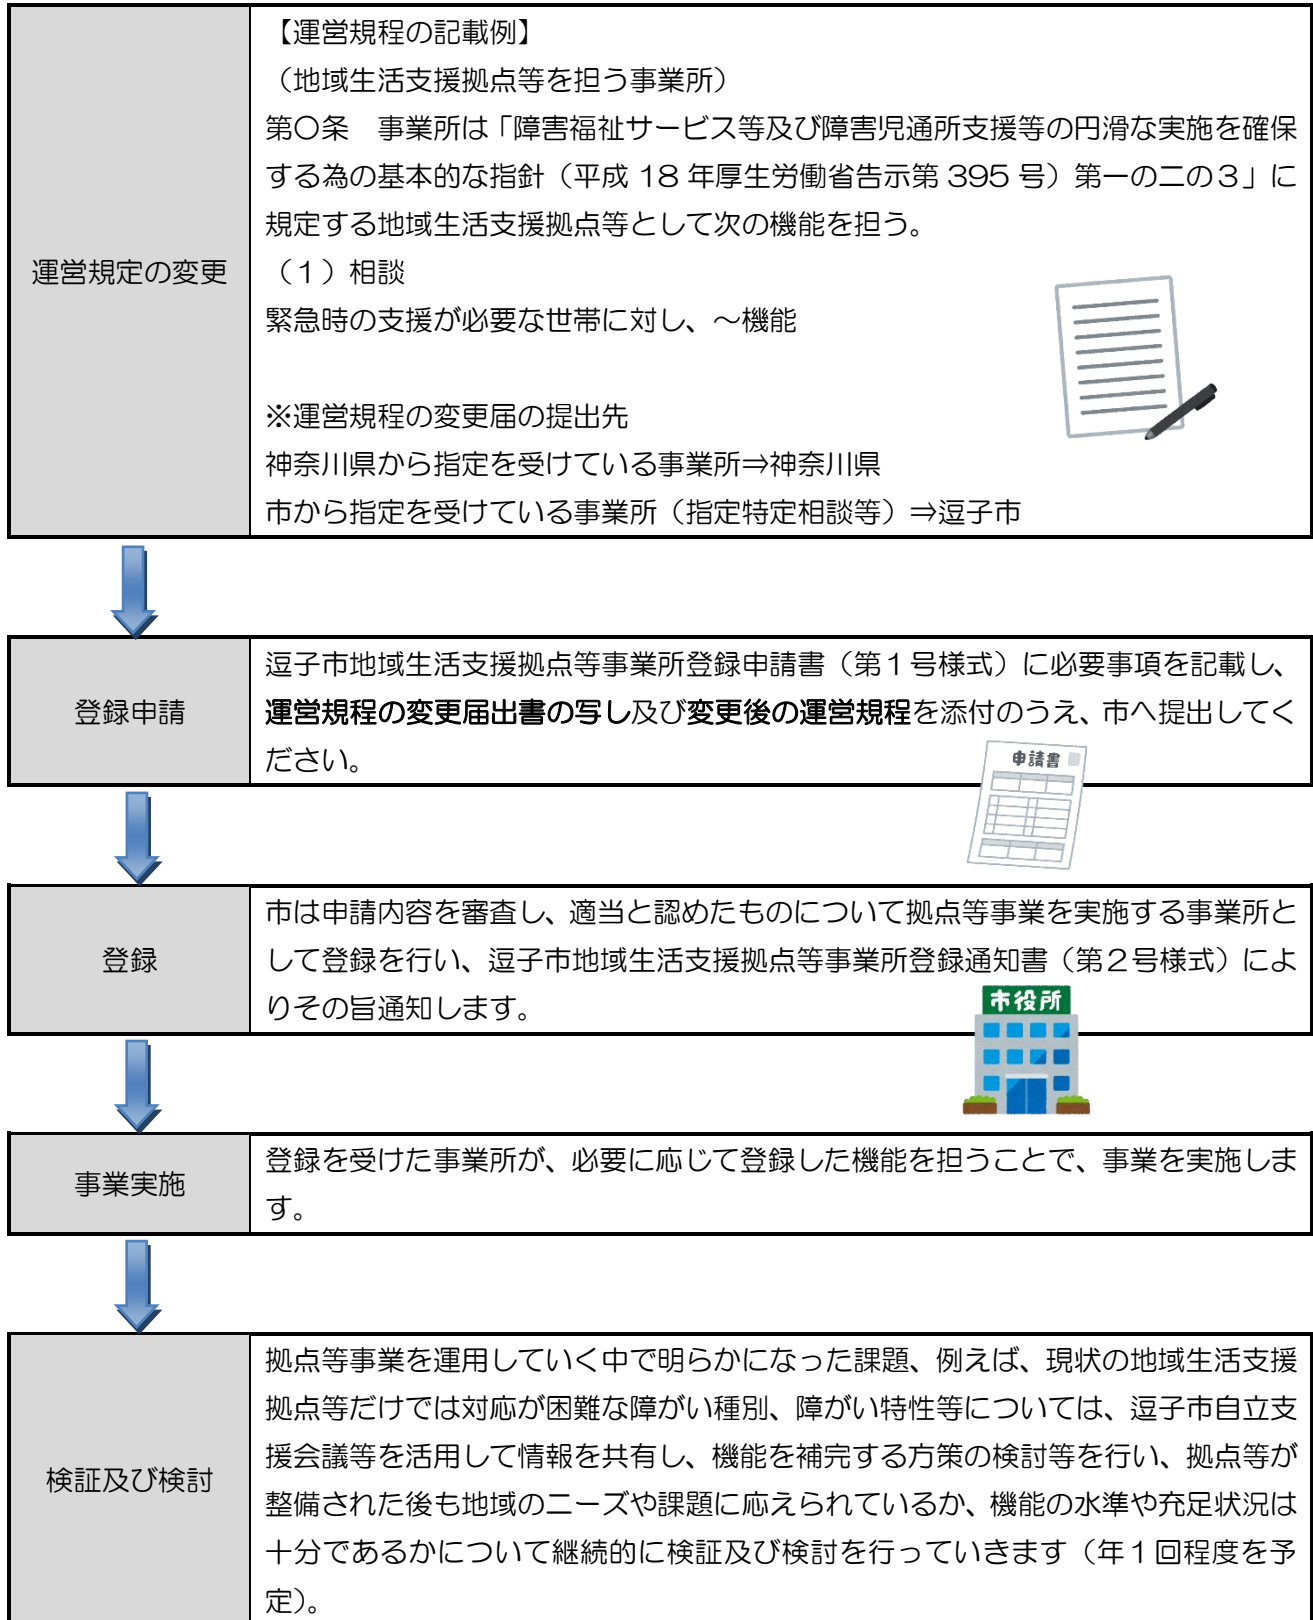 運営規定の変更
【運営規程の記載例】
（地域生活支援拠点等を担う事業所）
第〇条　事業所は「障害福祉サービス等及び障害児通所支援等の円滑な実施を確保
する為の基本的な指針（平成 18 年厚生労働省告示第 395 号）第一の二の３」に
規定する地域生活支援拠点等として次の機能を担う。
（１）相談
緊急時の支援が必要な世帯に対し、～機能
※運営規程の変更届の提出先
神奈川県から指定を受けている事業所⇒神奈川県
市から指定を受けている事業所（指定特定相談等）⇒逗子市
登録申請
逗子市地域生活支援拠点等事業所登録申請書（第１号様式）に必要事項を記載し、
運営規程の変更届出書の写し及び変更後の運営規程を添付のうえ、市へ提出してく
ださい。
申請書
登録
市は申請内容を審査し、適当と認めたものについて拠点等事業を実施する事業所と
して登録を行い、逗子市地域生活支援拠点等事業所登録通知書（第２号様式）によ
りその旨通知します。
市役所
事業実施
登録を受けた事業所が、必要に応じて登録した機能を担うことで、事業を実施しま
す。
検証及び検討
拠点等事業を運用していく中で明らかになった課題、例えば、現状の地域生活支援
拠点等だけでは対応が困難な障がい種別、障がい特性等については、逗子市自立支
援会議等を活用して情報を共有し、機能を補完する方策の検討等を行い、拠点等が
整備された後も地域のニーズや課題に応えられているか、機能の水準や充足状況は
十分であるかについて継続的に検証及び検討を行っていきます（年１回程度を予
定）。